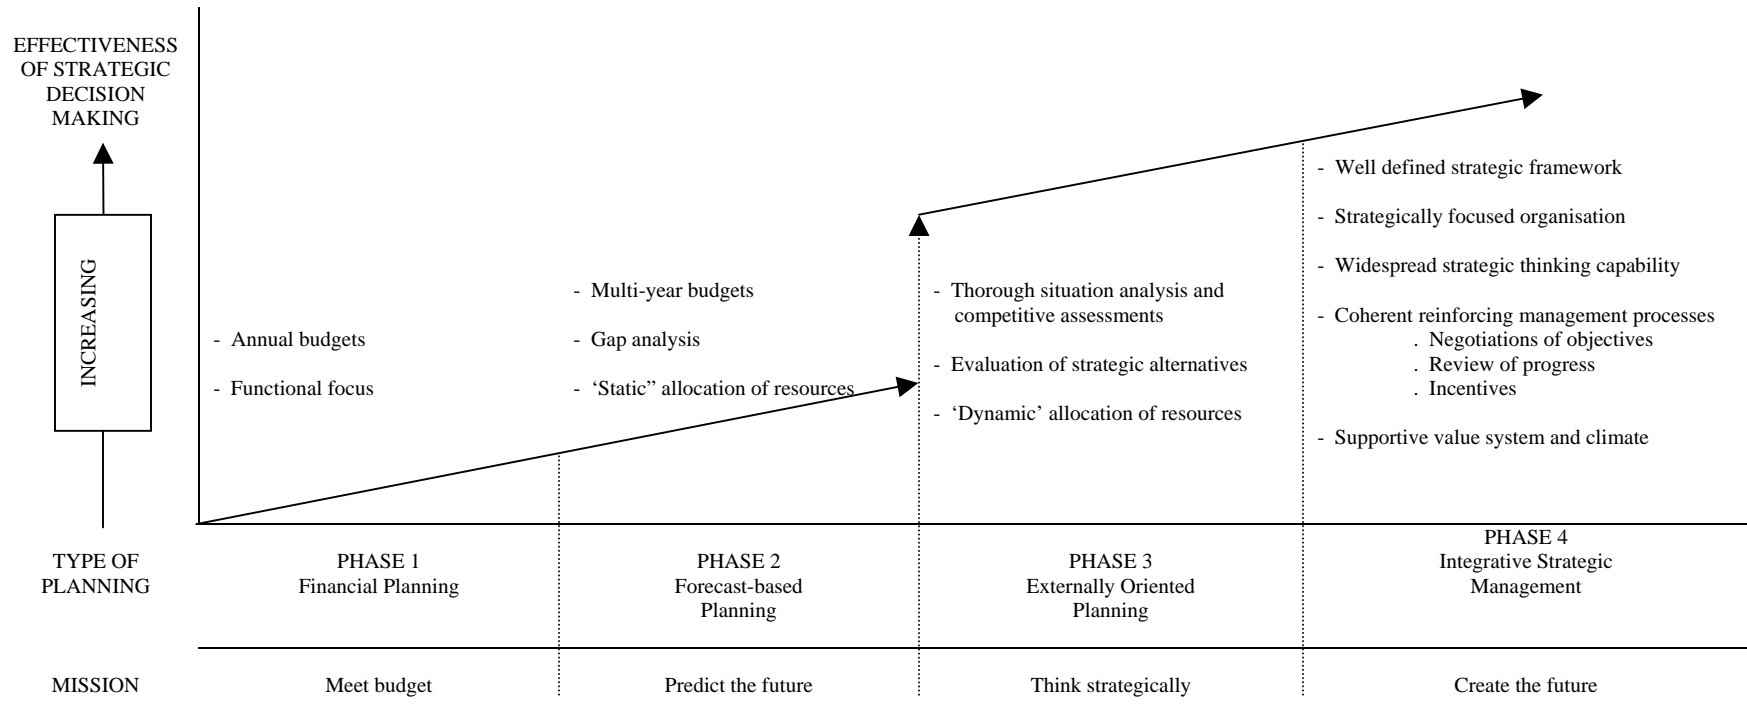 EFFECTIVENESS
OF STRATEGIC
DECISION
MAKING
INCREASING
- Annual budgets
- Functional focus
- Multi-year budgets
- Gap analysis
- ‘Static” allocation of resources
- Thorough situation analysis and
competitive assessments
- Evaluation of strategic alternatives
- ‘Dynamic’ allocation of resources
- Well defined strategic framework
- Strategically focused organisation
- Widespread strategic thinking capability
- Coherent reinforcing management processes
. Negotiations of objectives
. Review of progress
. Incentives
- Supportive value system and climate
TYPE OF
PLANNING
PHASE 1
Financial Planning
PHASE 2
Forecast-based
Planning
PHASE 3
Externally Oriented
Planning
PHASE 4
Integrative Strategic
Management
MISSION
Meet budget
Predict the future
Think strategically
Create the future